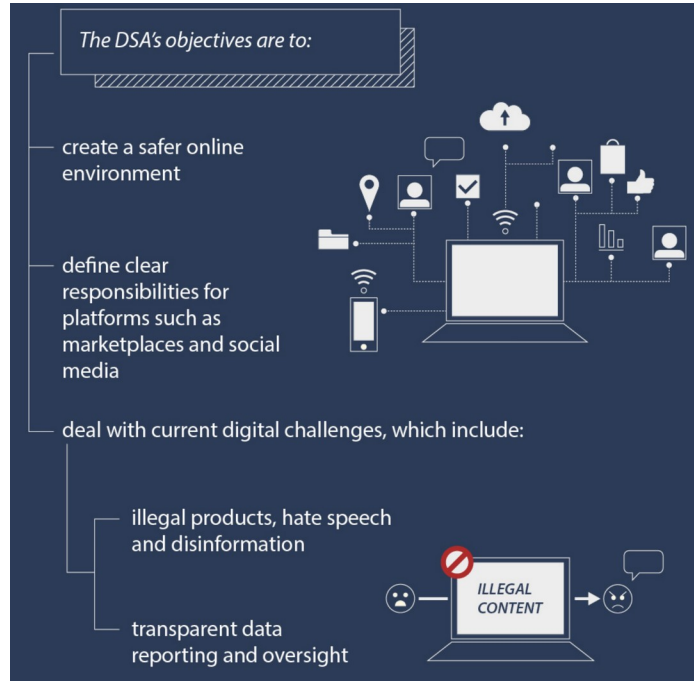 The DSA's objectives are to:
create a safer online
environment
define clear
responsibilities for
platforms such as
marketplaces and social
media
deal with current digital challenges, which include:
illegal products, hate speech
and disinformation
ILLEGAL
CONTENT
transparent data
reporting and oversight